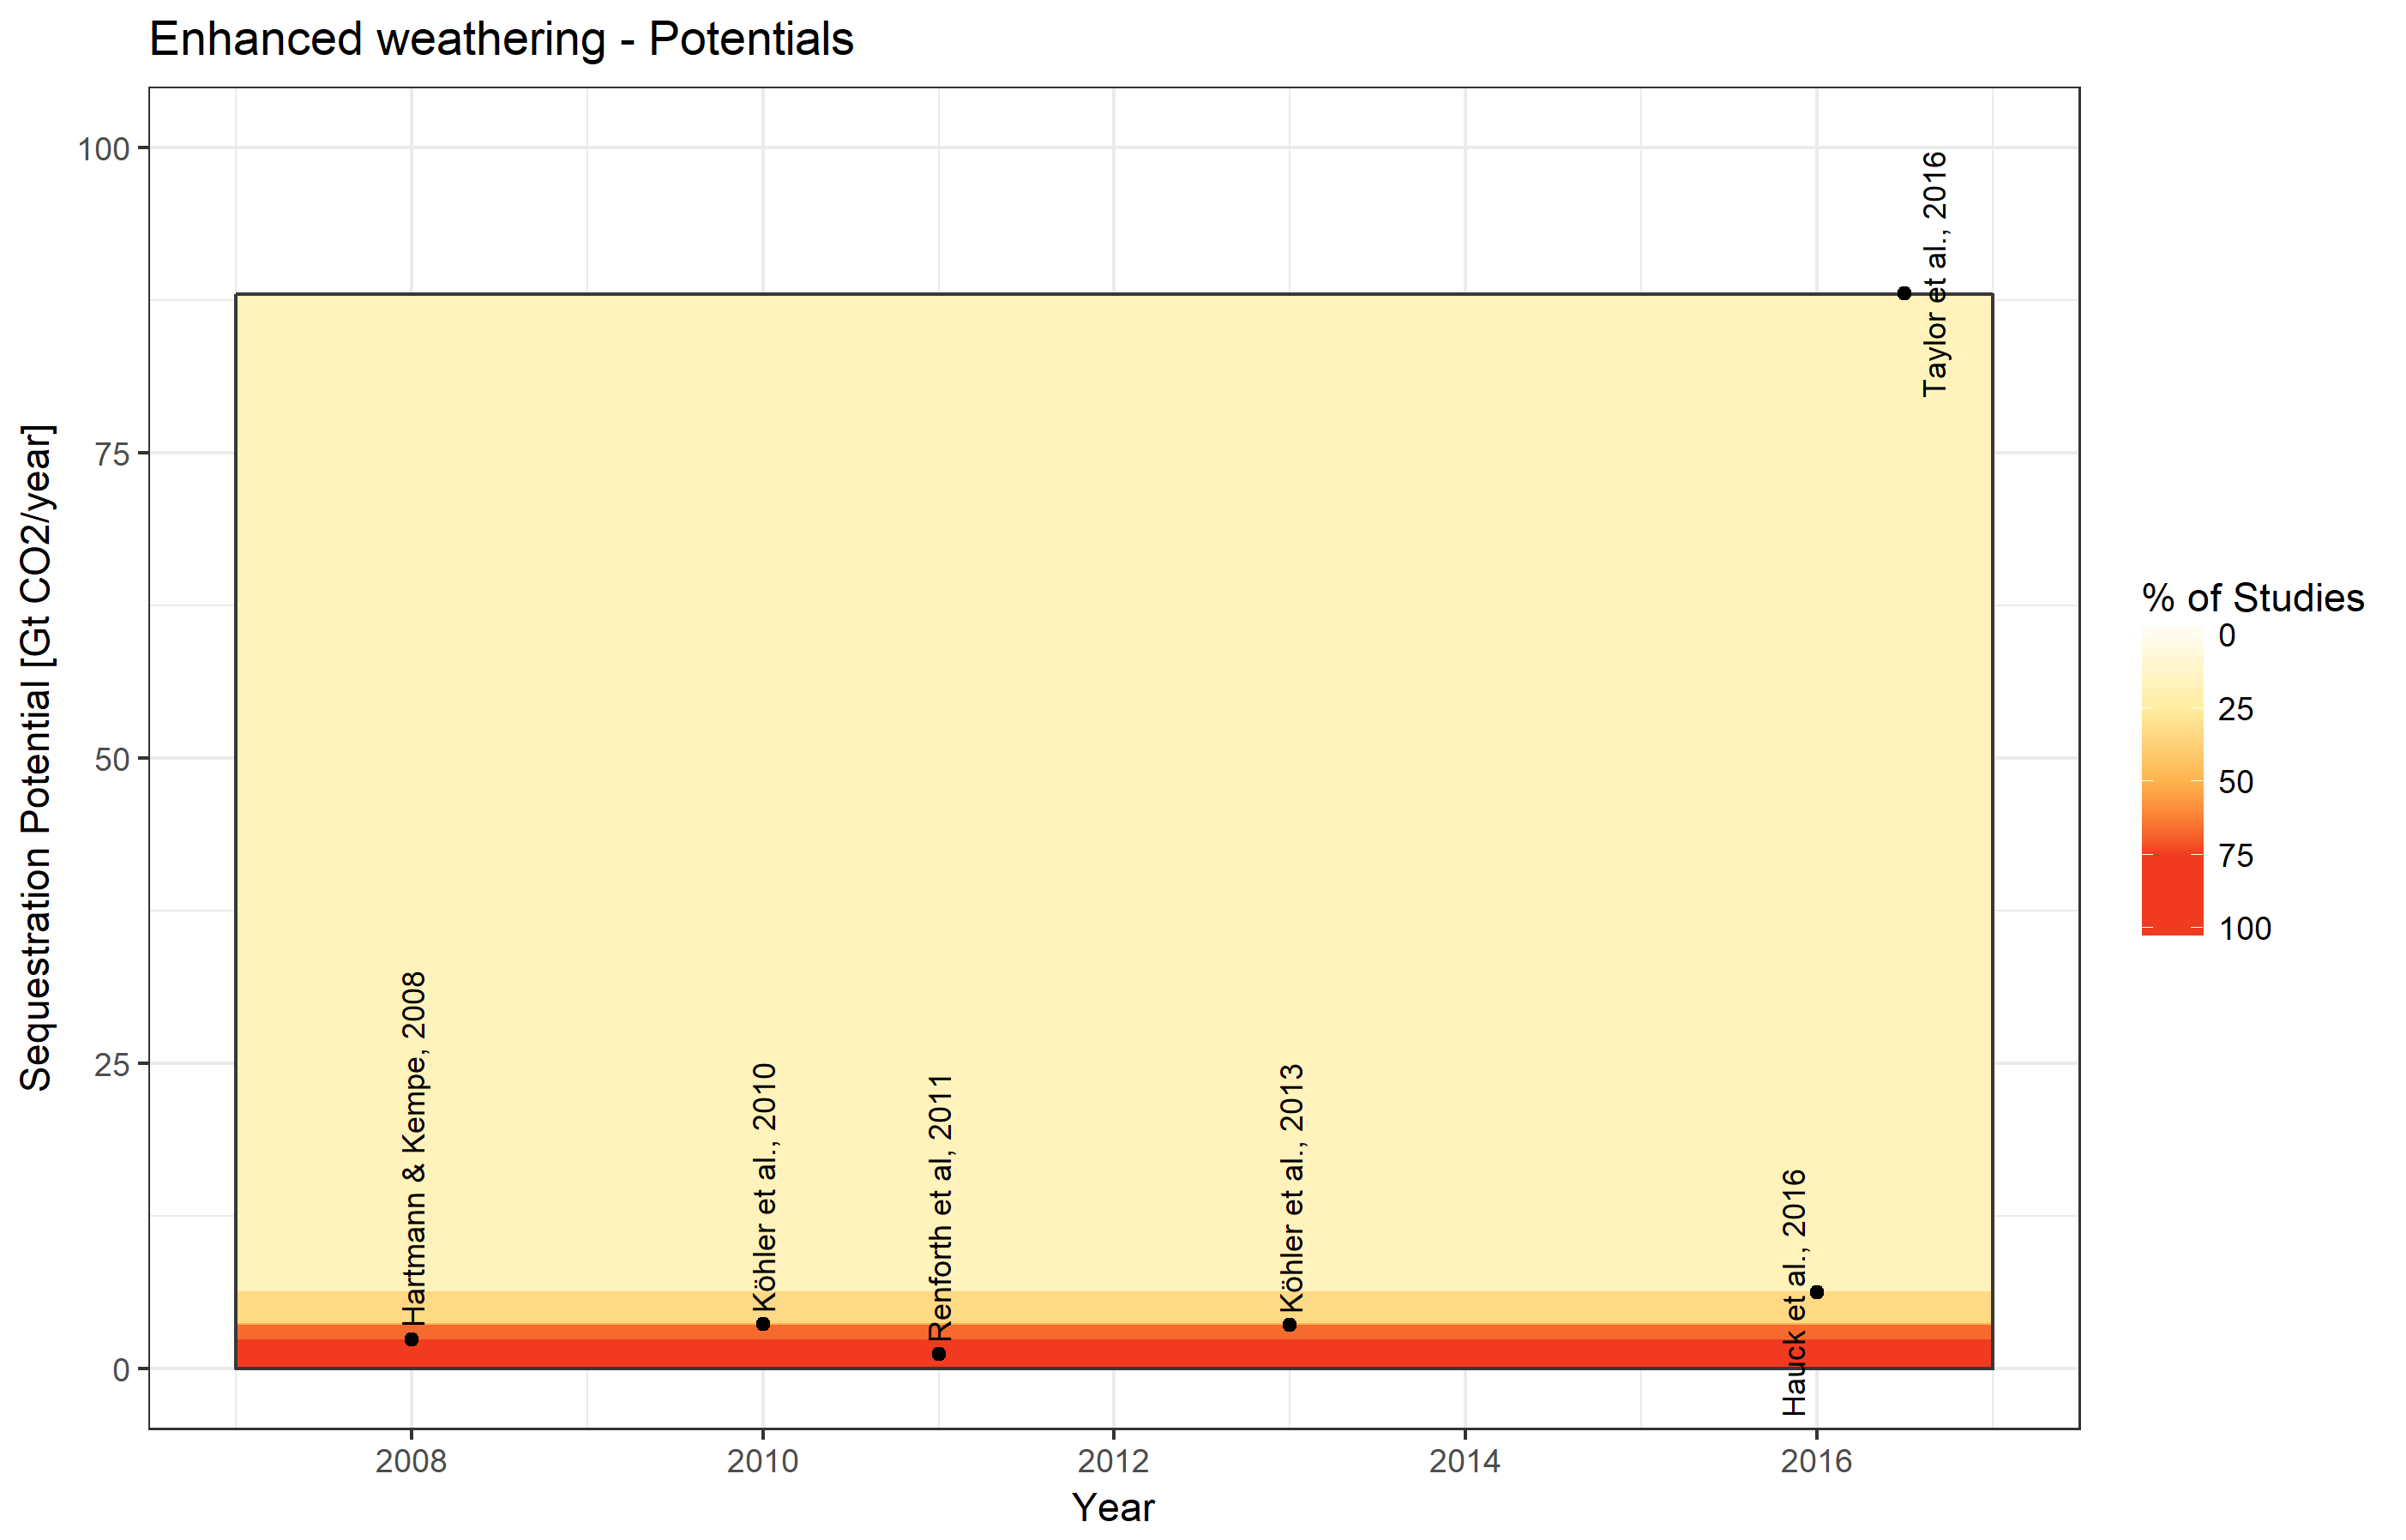 Enhanced weathering - Potentials
Sequestration Potential [Gt CO2/year]
100
75
50
25
0
Hartmann & Kempe, 2008
Köhler et al., 2010
Renforth et al, 2011
Köhler et al., 2013
Hauck et al., 2016
Taylor et al., 2016
2008
2010
2012
2014
2016
Year
% of Studies
0
25
50
75
100